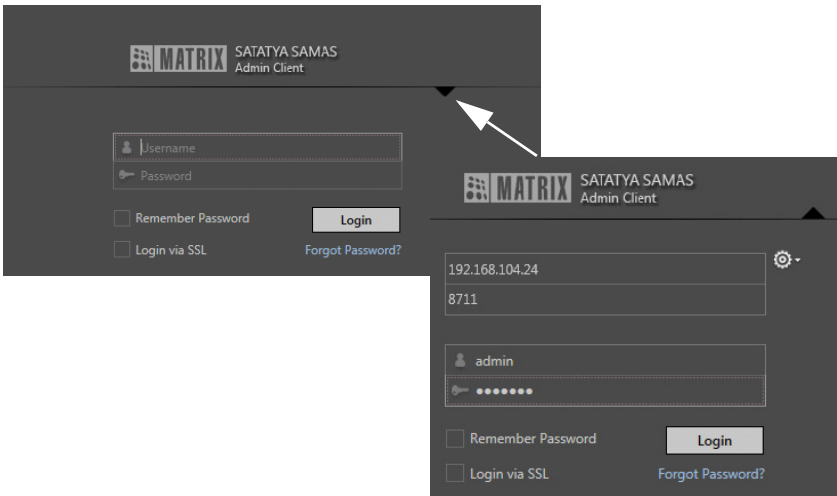 MATRIX SATATYA SAMAS
Admin Client
Username
Password
Remember Password Login
Login via SSL Forgot Password?
MATRIX SATATYA SAMAS
Admin Client
192.168.104.24
8711
admin
•••••••
Remember Password Login
Login via SSL Forgot Password?